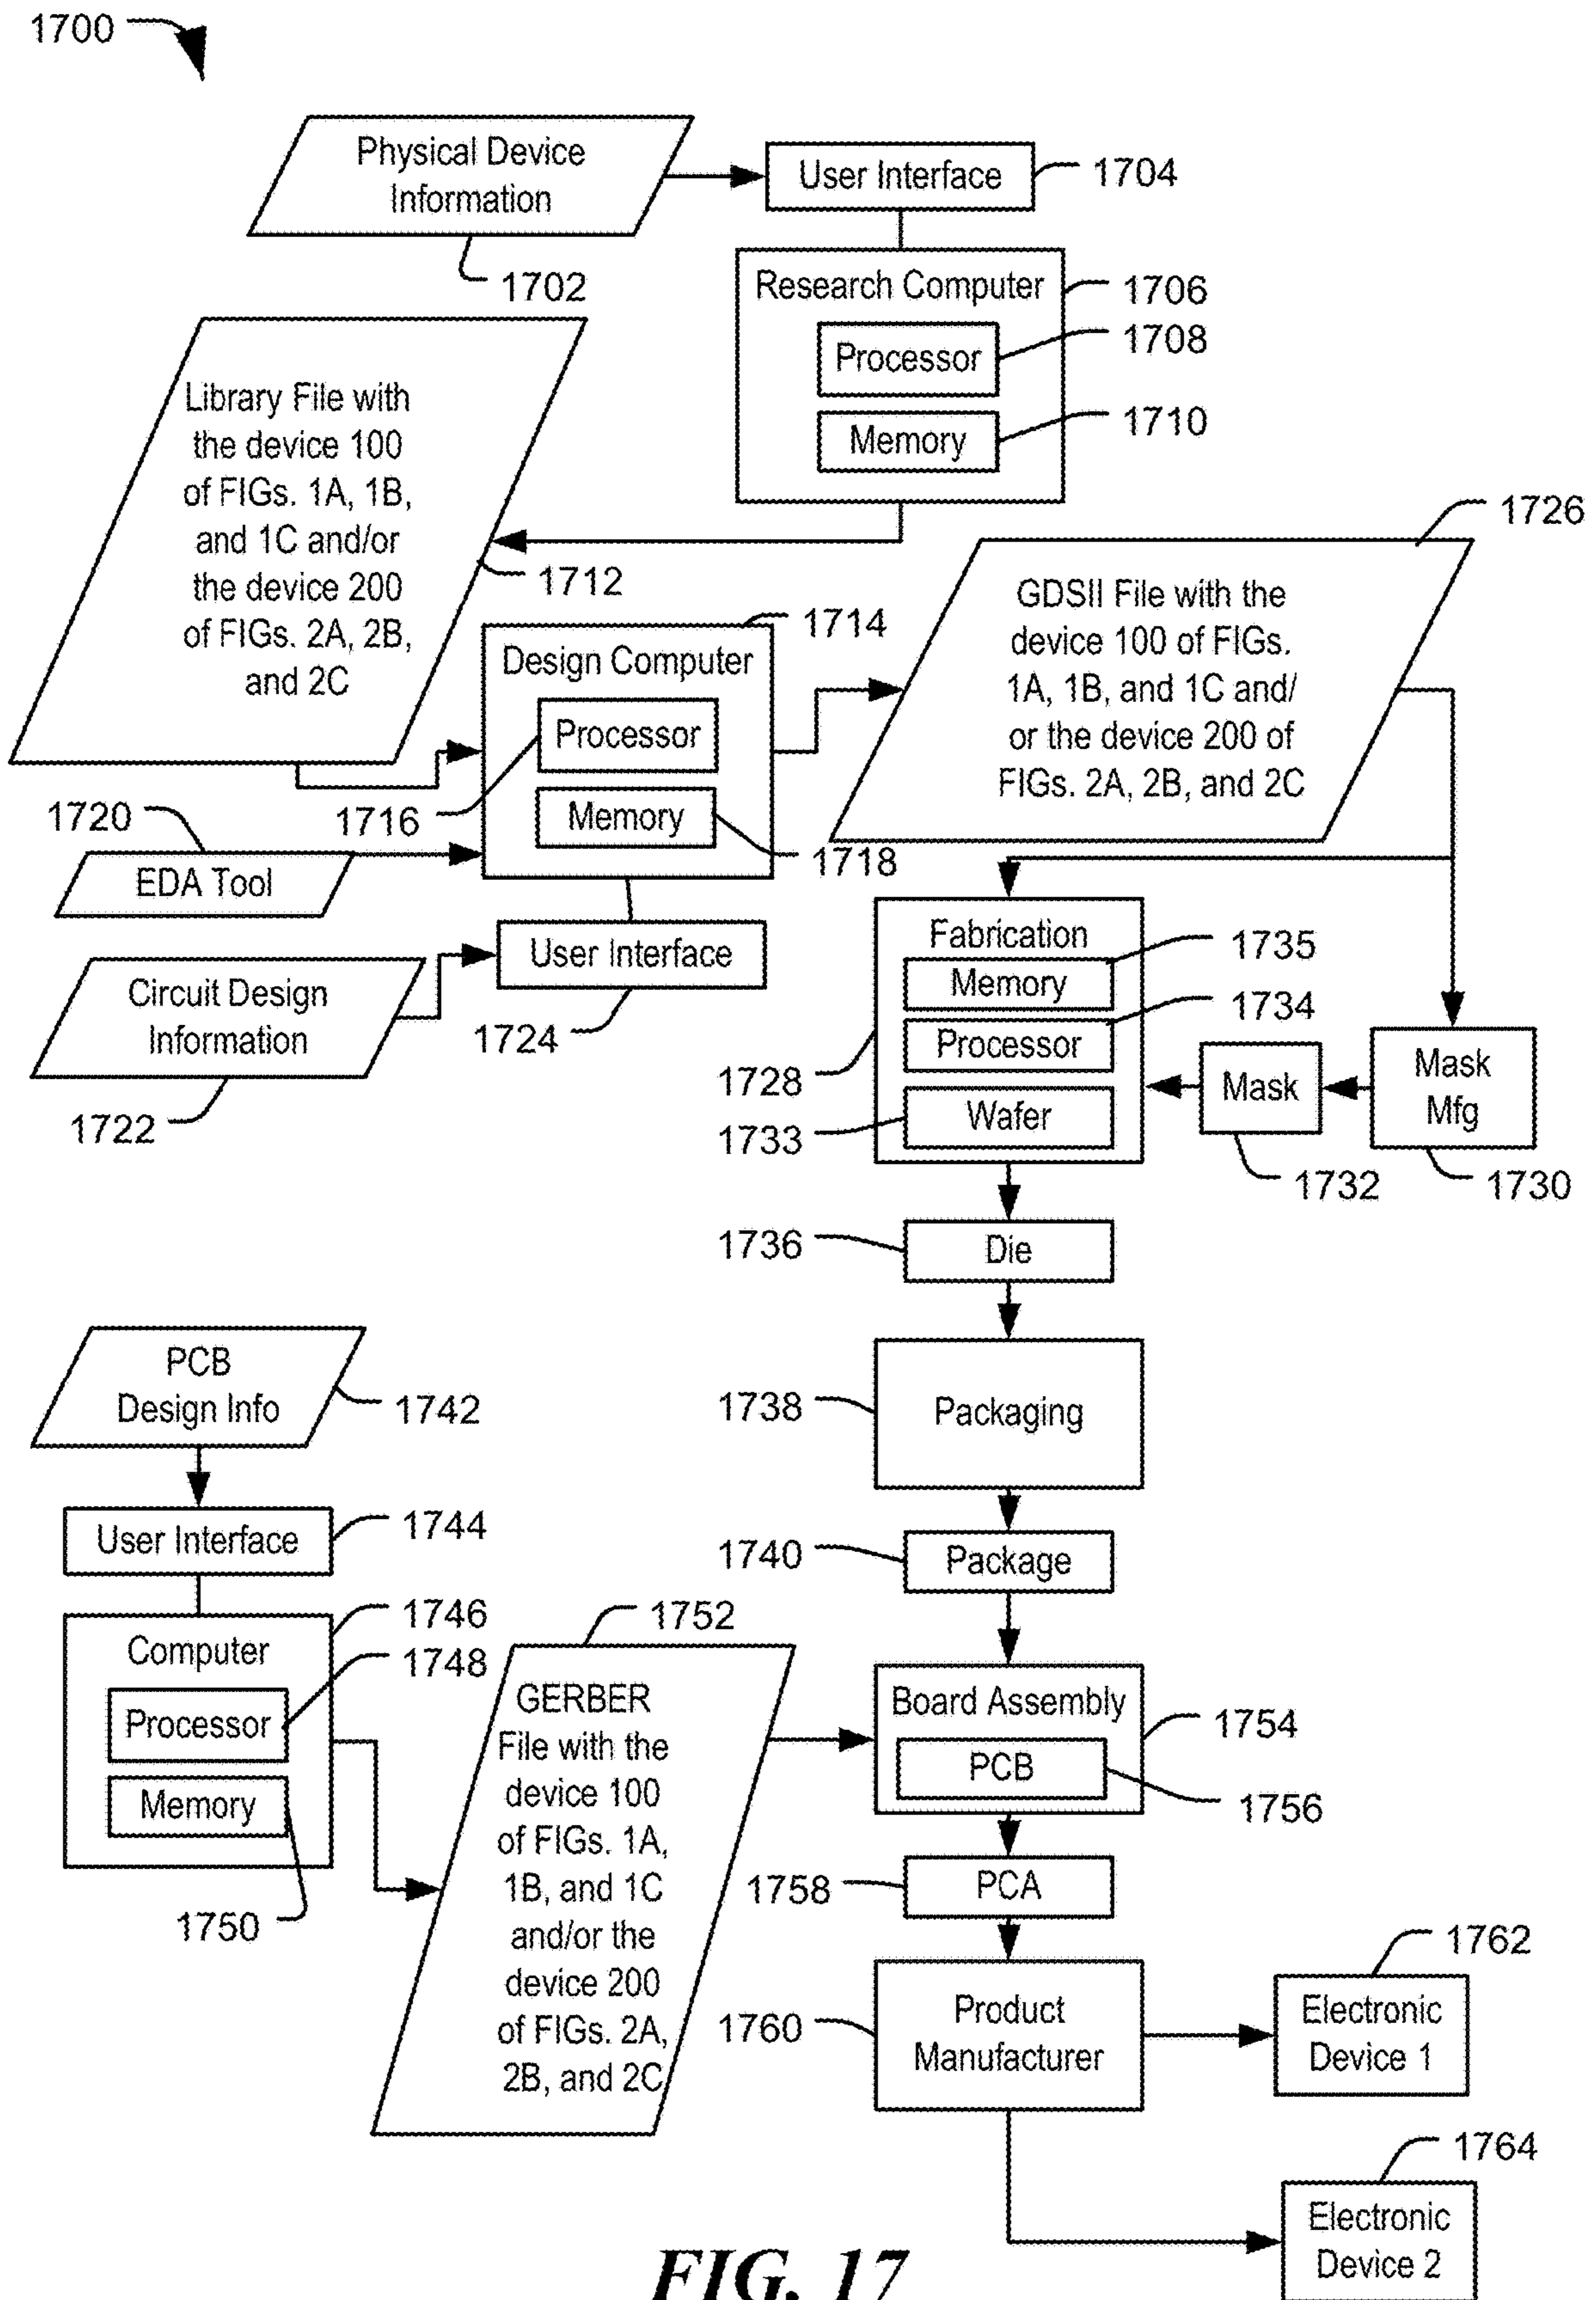 1700
Physical Device
Information
1702
User Interface
1704
Research Computer
1706
Processor
1708
Memory
1710
Library File with
the device 100
of FIGs. 1A, 1B,
and 1C and/or
the device 200
of FIGs. 2A, 2B,
and 2C
1712
Design Computer
1714
Processor
1716
Memory
1718
1720
EDA Tool
Circuit Design
Information
1722
User Interface
1724
1726
GDSII File with the
device 100 of FIGs.
1A, 1B, and 1C and/
or the device 200 of
FIGs. 2A, 2B, and 2C
Fabrication
1728
Memory
1735
Processor
1734
Wafer
1733
Mask
1732
Mask
Mfg
1730
1736
Die
1738
Packaging
1740
Package
PCB
Design Info
1742
User Interface
1744
Computer
1746
Processor
1748
Memory
1750
1752
GERBER
File with the
device 100
of FIGs. 1A,
1B, and 1C
and/or the
device 200
of FIGs. 2A,
2B, and 2C
Board Assembly
1754
PCB
1756
1758
PCA
1760
Product
Manufacturer
1762
Electronic
Device 1
1764
Electronic
Device 2
FIG. 17